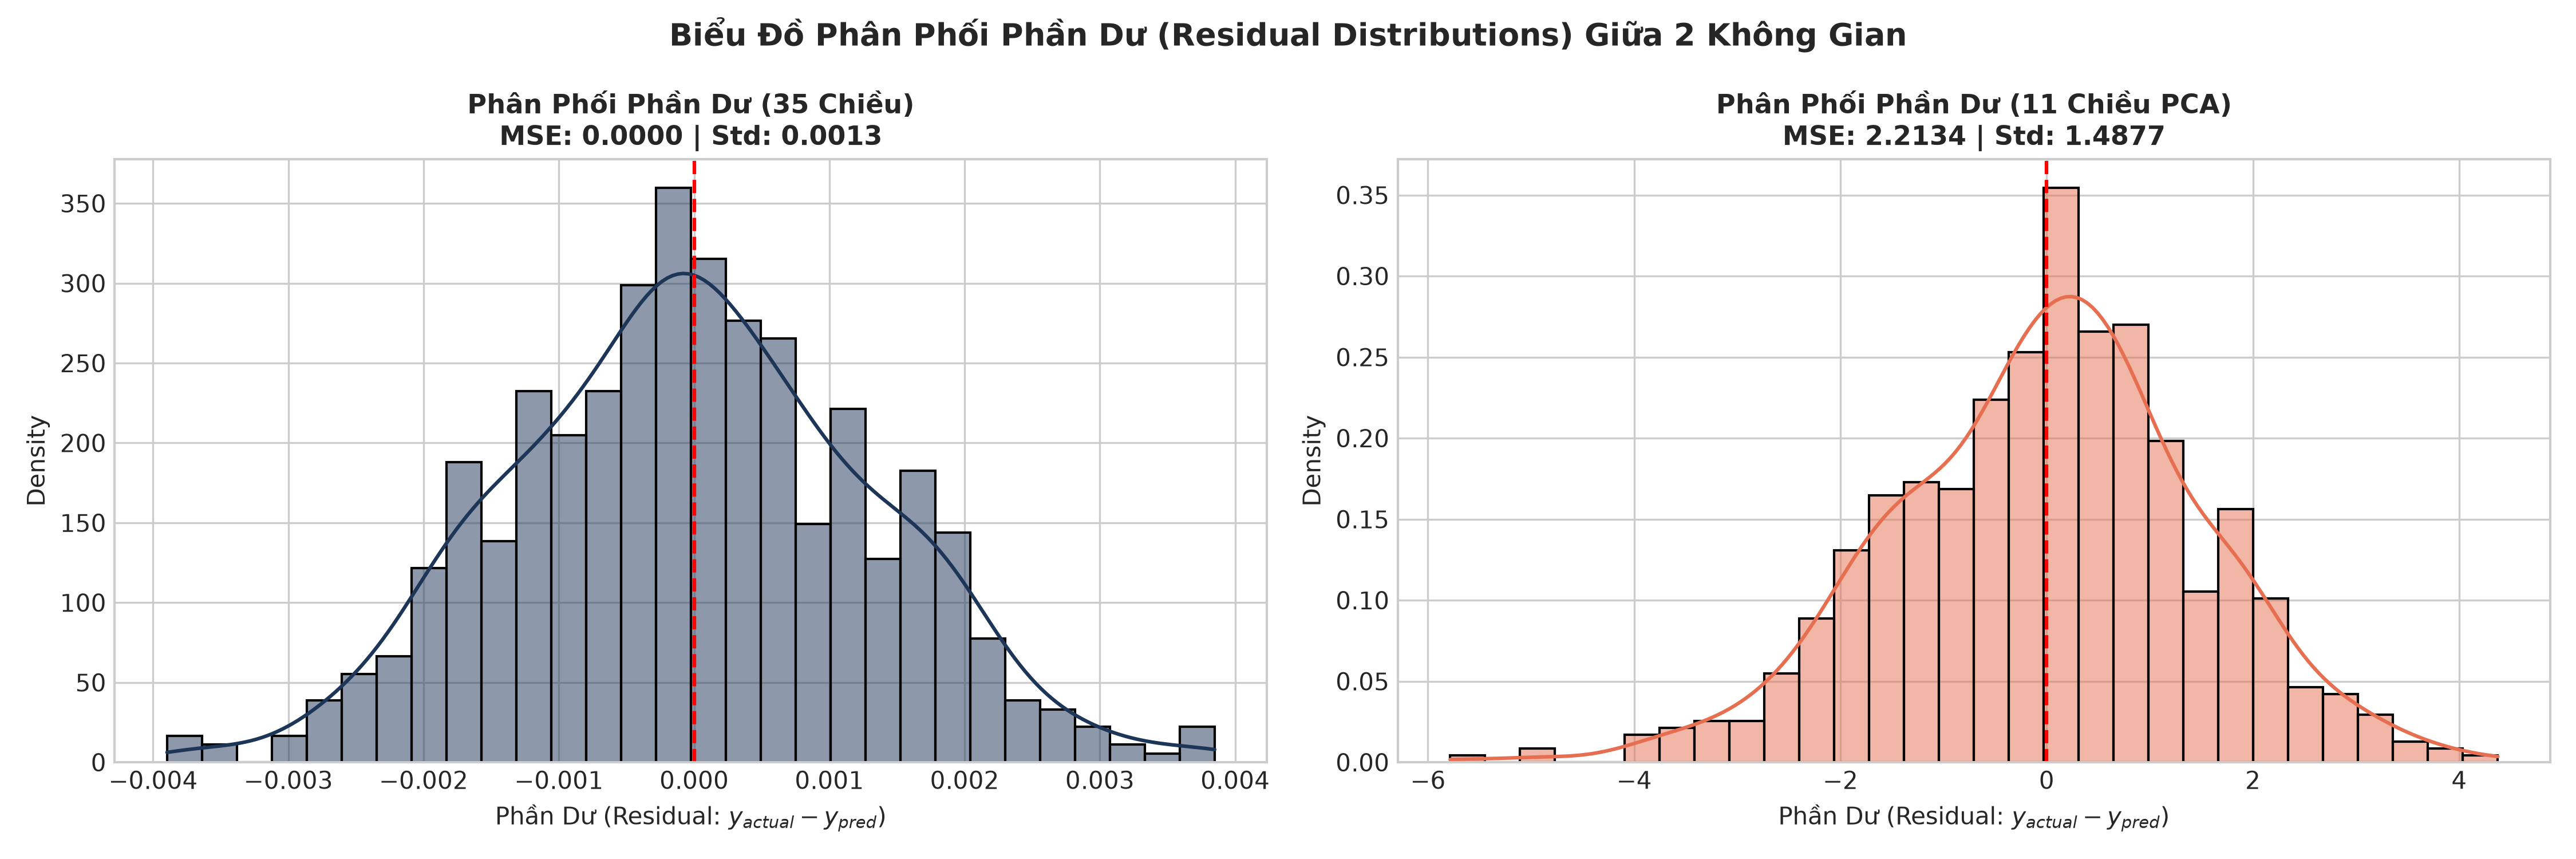 Biểu Đồ Phân Phối Phần Dư (Residual Distributions) Giữa 2 Không Gian
Phân Phối Phần Dư (35 Chiều)
MSE: 0.0000 | Std: 0.0013
350
300
250
200
150
100
50
0
Density
−0.004 −0.003 −0.002 −0.001 0.000 0.001 0.002 0.003 0.004
Phần Dư (Residual: y_actual − y_pred)
Phân Phối Phần Dư (11 Chiều PCA)
MSE: 2.2134 | Std: 1.4877
0.35
0.30
0.25
0.20
0.15
0.10
0.05
0.00
Density
−6 −4 −2 0 2 4
Phần Dư (Residual: y_actual − y_pred)